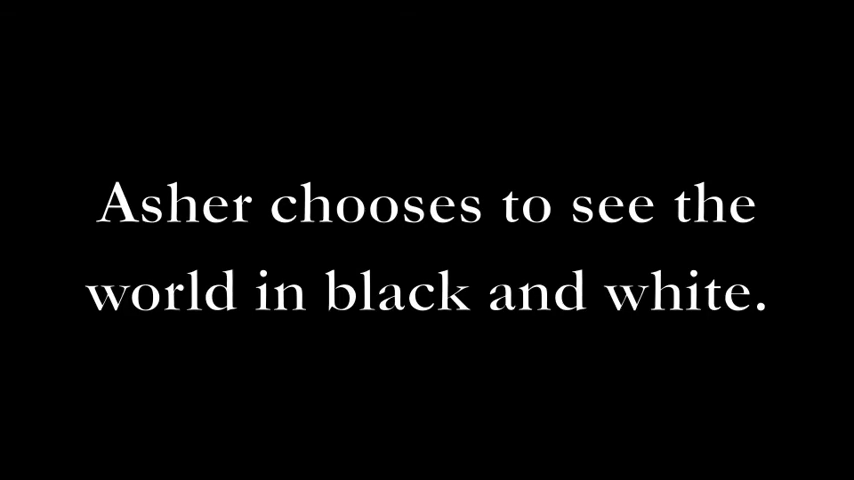 Asher chooses to see the
world in black and white.